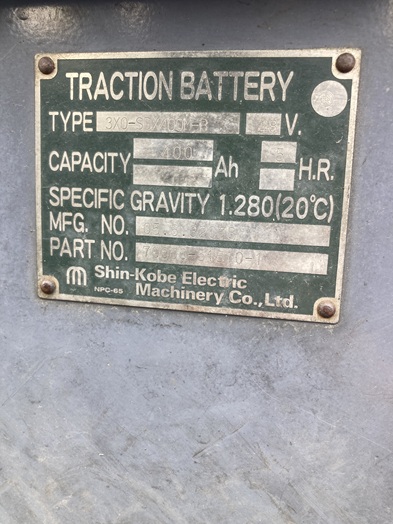 TRACTION BATTERY
TYPE V.
CAPACITY 400 Ah H.R.
SPECIFIC GRAVITY 1.280(20°C)
MFG. NO.
PART NO.
Shin-Kobe Electric
NPC-65 Machinery Co.,Ltd.